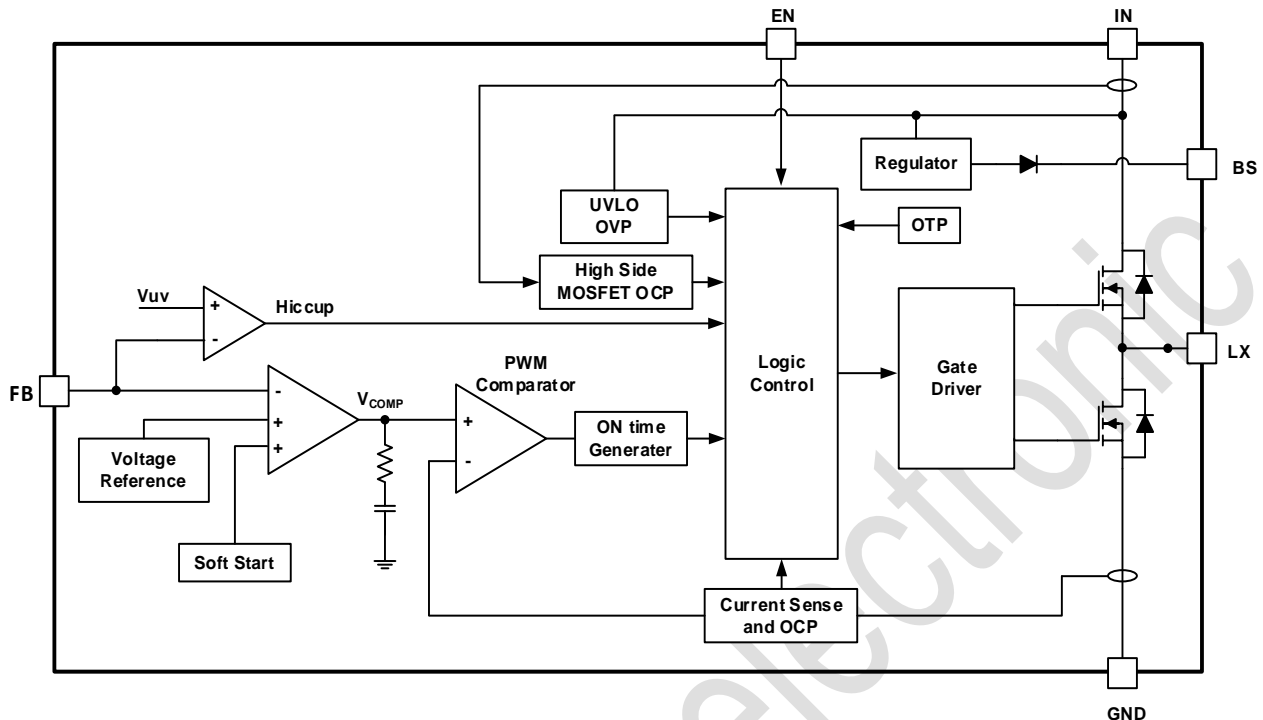 EN
IN
Regulator
BS
UVLO
OVP
OTP
High Side
MOSFET OCP
Vuv
+
-
Hiccup
LX
FB
Logic
Control
Gate
Driver
PWM
Comparator
-
+
+
VCOMP
+
-
ON time
Generater
Voltage
Reference
Soft Start
Current Sense
and OCP
GND
electronic